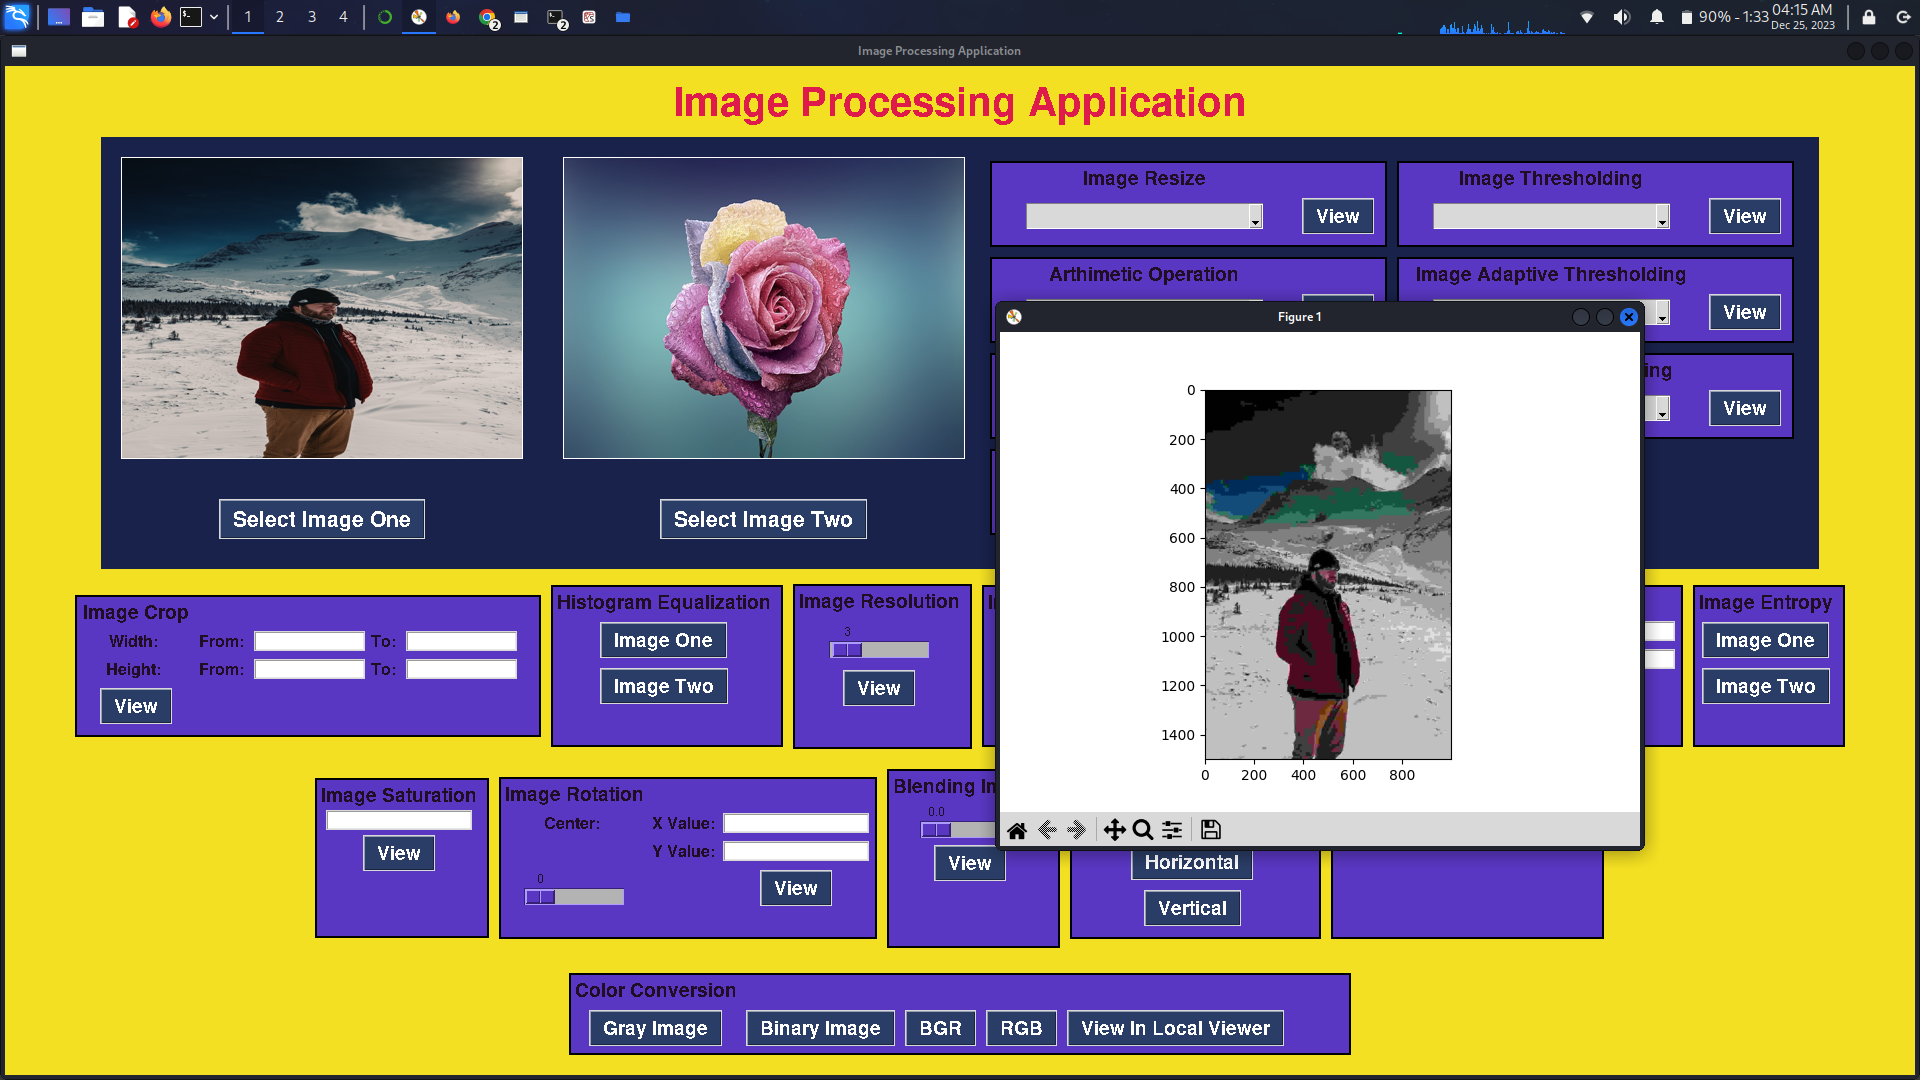 1 2 3 4
2
2
90% - 1:33
04:15 AM
Dec 25, 2023
Image Processing Application
Image Processing Application
Image Resize
View
Image Thresholding
View
Arthimetic Operation
Image Adaptive Thresholding
View
ing
View
Select Image One
Select Image Two
Figure 1
0
200
400
600
800
1000
1200
1400
0 200 400 600 800
Image Crop
Width: From: To:
Height: From: To:
View
Histogram Equalization
Image One
Image Two
Image Resolution
3
View
Image Entropy
Image One
Image Two
Image Saturation
View
Image Rotation
Center: X Value:
Y Value:
0
View
Blending Im
0.0
View
Horizontal
Vertical
Color Conversion
Gray Image Binary Image BGR RGB View In Local Viewer